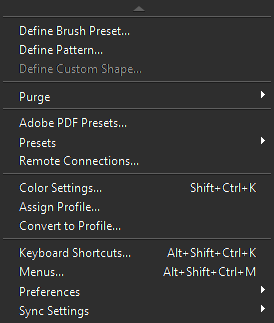 Define Brush Preset...
Define Pattern...
Define Custom Shape...
Purge
Adobe PDF Presets...
Presets
Remote Connections...
Color Settings... Shift+Ctrl+K
Assign Profile...
Convert to Profile...
Keyboard Shortcuts... Alt+Shift+Ctrl+K
Menus... Alt+Shift+Ctrl+M
Preferences
Sync Settings